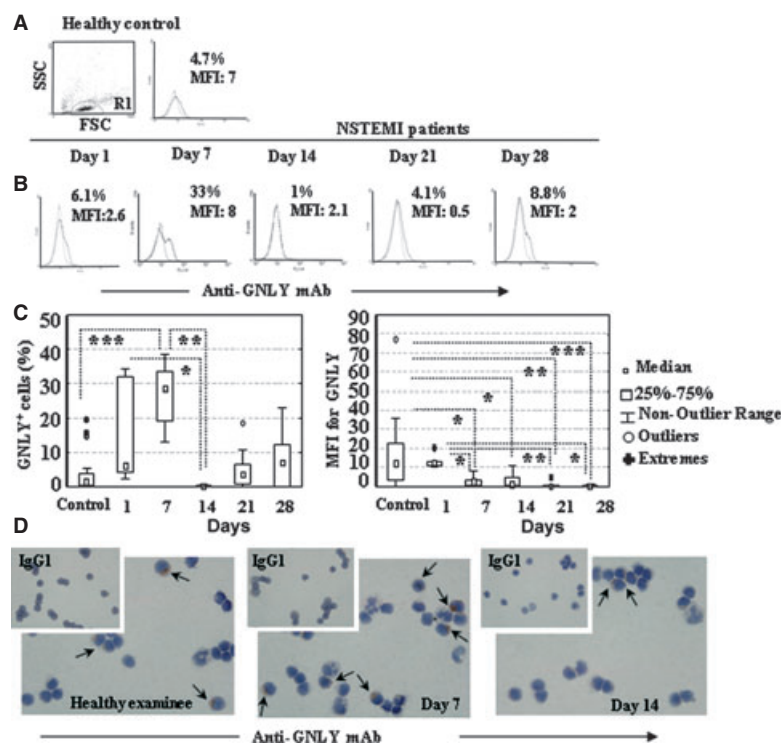 A
Healthy control
SSC
R1
FSC
4.7%
MFI: 7
NSTEMI patients
Day 1 Day 7 Day 14 Day 21 Day 28
B
6.1%
MFI:2.6
33%
MFI: 8
1%
MFI: 2.1
4.1%
MFI: 0.5
8.8%
MFI: 2
Anti-GNLY mAb
C
GNLY+ cells (%)
50
40
30
20
10
0
*** **
*
Control 1 7 14 21 28
Days
MFI for GNLY
90
80
70
60
50
40
30
20
10
0
***
**
*
*
* ** *
Control 1 7 14 21 28
Days
Median
25%-75%
Non-Outlier Range
Outliers
Extremes
D
IgG1
Healthy examinee
IgG1
Day 7
IgG1
Day 14
Anti-GNLY mAb